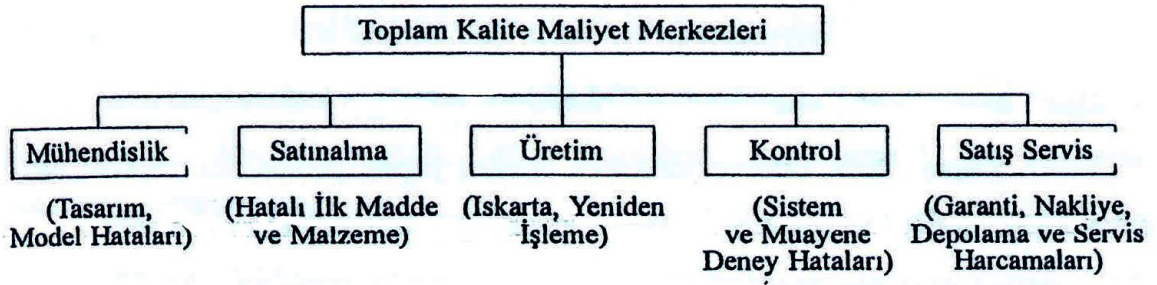 Toplam Kalite Maliyet Merkezleri
Mühendislik
(Tasarım,
Model Hataları)
Satınalma
(Hatalı İlk Madde
ve Malzeme)
Üretim
(Iskarta, Yeniden
İşleme)
Kontrol
(Sistem
ve Muayene
Deney Hataları)
Satış Servis
(Garanti, Nakliye,
Depolama ve Servis
Harcamaları)